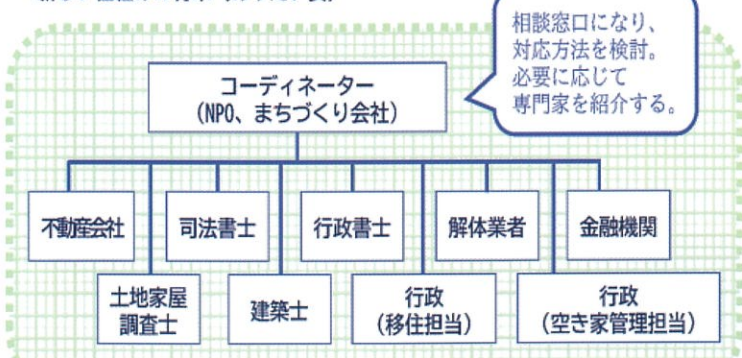 相談窓口になり、
対応方法を検討。
必要に応じて
専門家を紹介する。
コーディネーター
(NPO、まちづくり会社)
不動産会社
司法書士
行政書士
解体業者
金融機関
土地家屋
調査士
建築士
行政
(移住担当)
行政
(空き家管理担当)